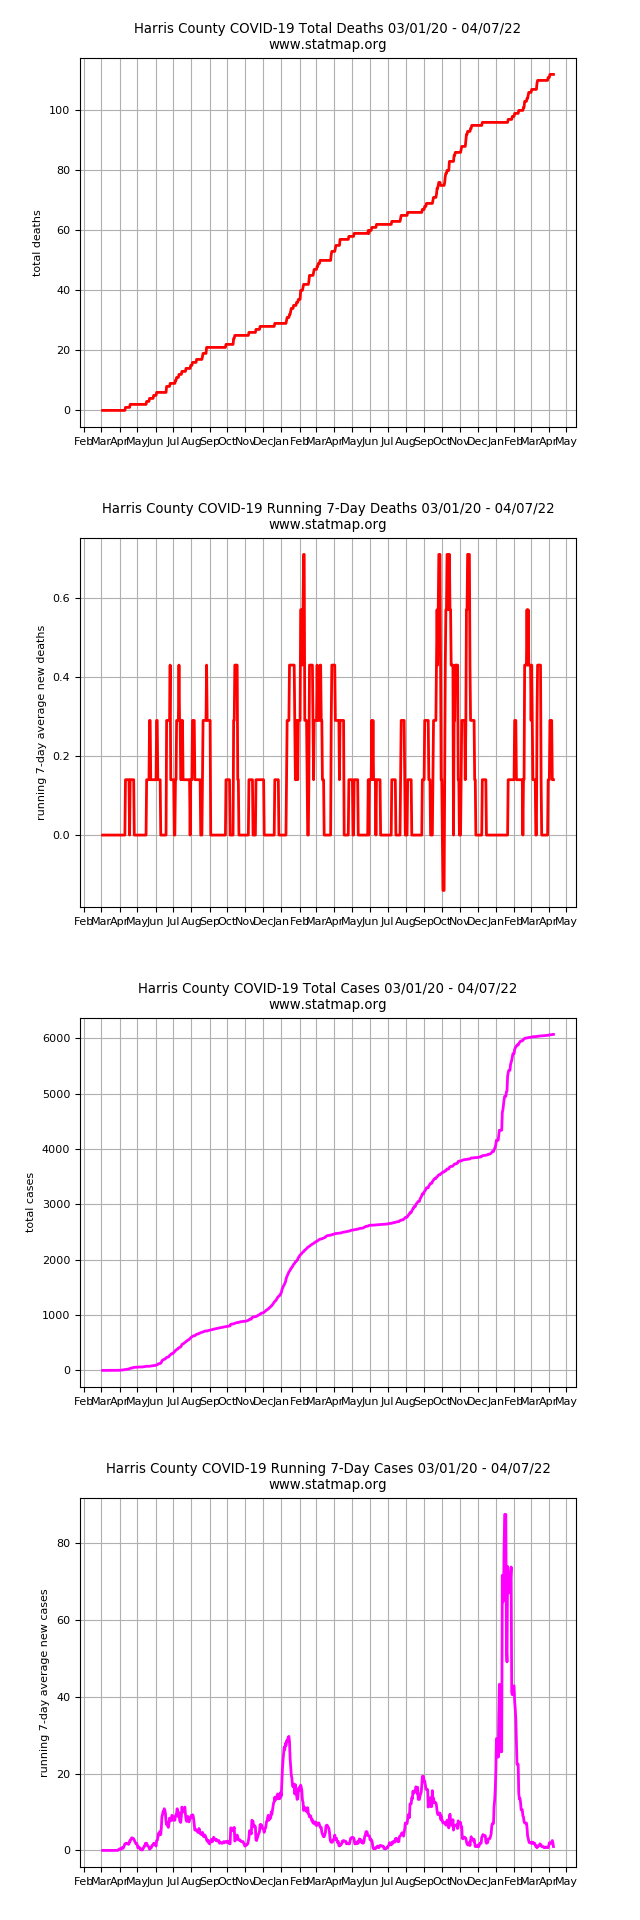 Harris County COVID-19 Total Deaths 03/01/20 - 04/07/22
www.statmap.org
100
80
60
40
20
0
total deaths
Feb Mar Apr May Jun Jul Aug Sep Oct Nov Dec Jan Feb Mar Apr May Jun Jul Aug Sep Oct Nov Dec Jan Feb Mar Apr May
Harris County COVID-19 Running 7-Day Deaths 03/01/20 - 04/07/22
www.statmap.org
0.6
0.4
0.2
0.0
running 7-day average new deaths
Feb Mar Apr May Jun Jul Aug Sep Oct Nov Dec Jan Feb Mar Apr May Jun Jul Aug Sep Oct Nov Dec Jan Feb Mar Apr May
Harris County COVID-19 Total Cases 03/01/20 - 04/07/22
www.statmap.org
6000
5000
4000
3000
2000
1000
0
total cases
Feb Mar Apr May Jun Jul Aug Sep Oct Nov Dec Jan Feb Mar Apr May Jun Jul Aug Sep Oct Nov Dec Jan Feb Mar Apr May
Harris County COVID-19 Running 7-Day Cases 03/01/20 - 04/07/22
www.statmap.org
80
60
40
20
0
running 7-day average new cases
Feb Mar Apr May Jun Jul Aug Sep Oct Nov Dec Jan Feb Mar Apr May Jun Jul Aug Sep Oct Nov Dec Jan Feb Mar Apr May